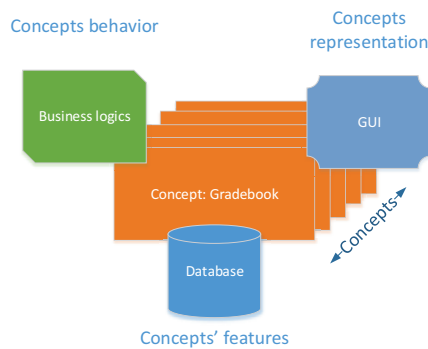 Concepts behavior
Concepts
representation
Business logics
GUI
Concept: Gradebook
Concepts
Database
Concepts' features